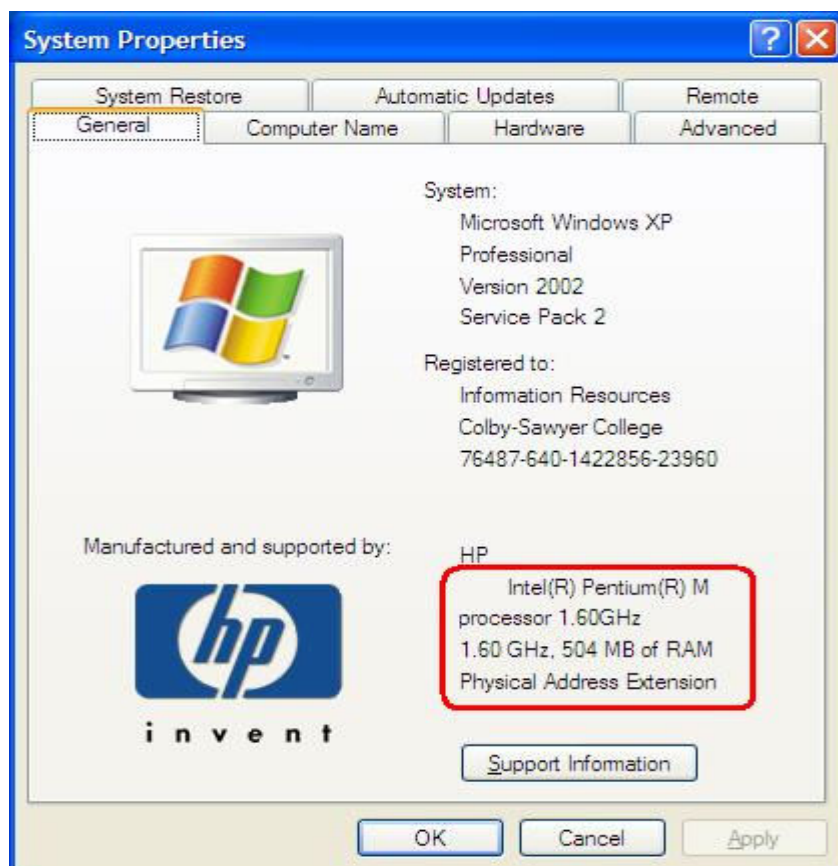 System Properties
System Restore Automatic Updates Remote
General Computer Name Hardware Advanced
System:
Microsoft Windows XP
Professional
Version 2002
Service Pack 2
Registered to:
Information Resources
Colby-Sawyer College
76487-640-1422856-23960
Manufactured and supported by:
hp
invent
HP
Intel(R) Pentium(R) M
processor 1.60GHz
1.60 GHz, 504 MB of RAM
Physical Address Extension
Support Information
OK Cancel Apply